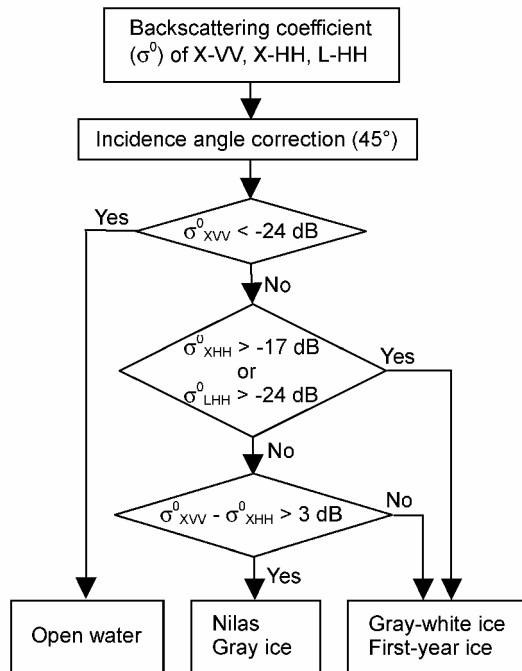 Backscattering coefficient
(σ⁰) of X-VV, X-HH, L-HH
Incidence angle correction (45°)
Yes
σ⁰XVV < -24 dB
No
σ⁰XHH > -17 dB
or
σ⁰LHH > -24 dB
Yes
No
σ⁰XVV - σ⁰XHH > 3 dB
No
Yes
Open water
Nilas
Gray ice
Gray-white ice
First-year ice